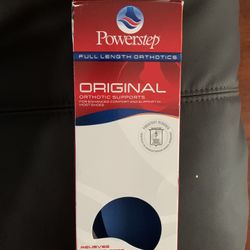 Powerstep
FULL LENGTH ORTHOTICS
ORIGINAL
ORTHOTIC SUPPORTS
FOR ENHANCED COMFORT AND SUPPORT IN
MOST SHOES
RELIEVES